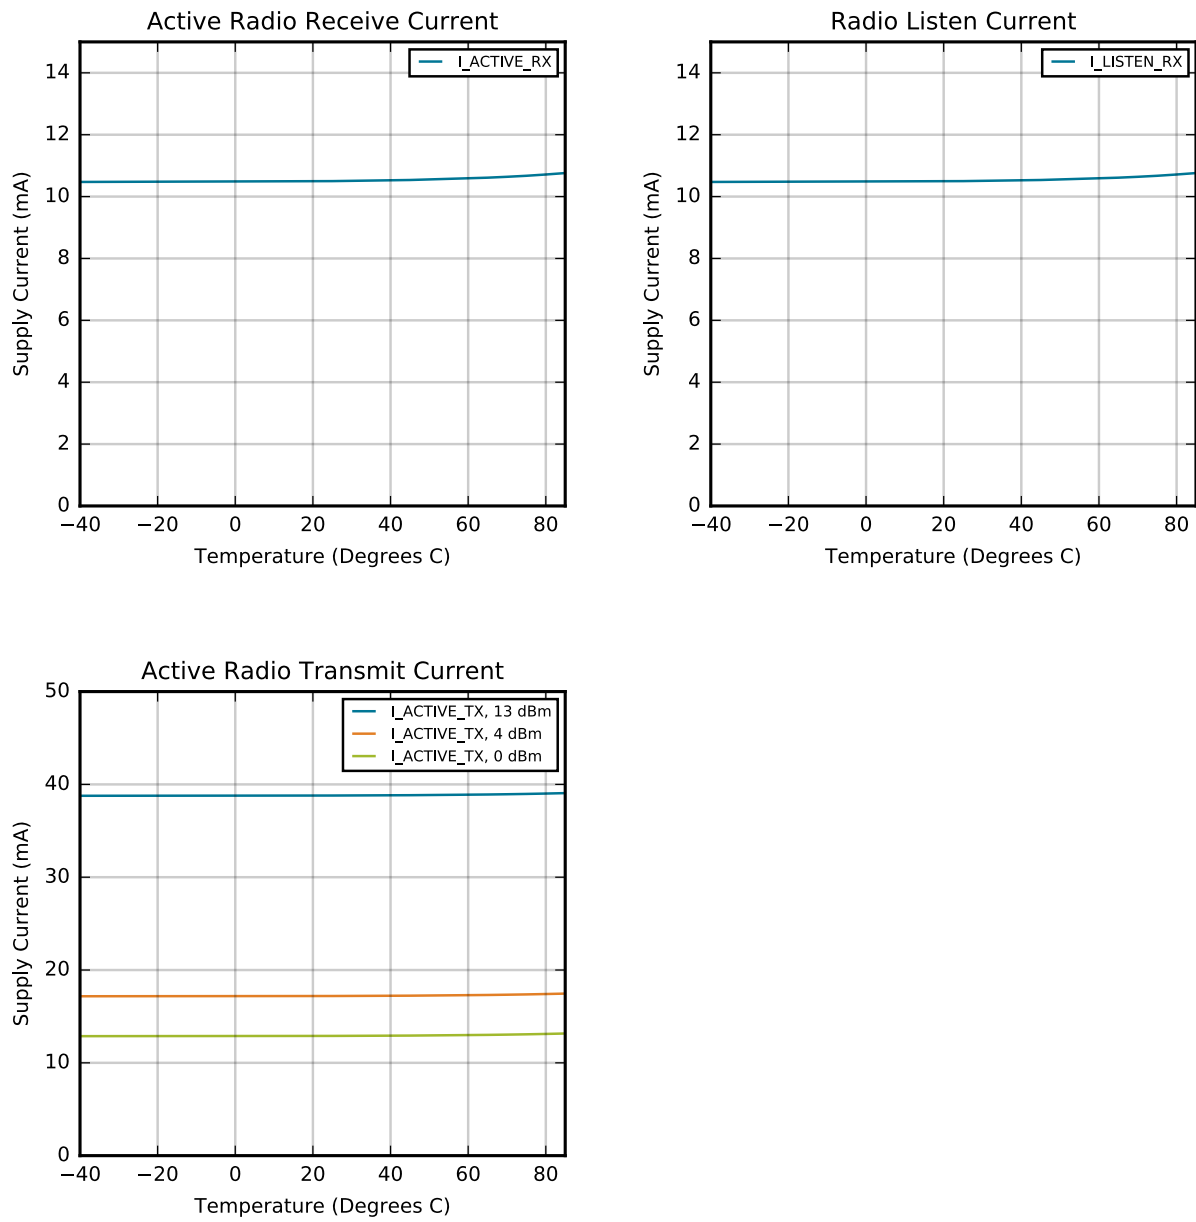 Active Radio Receive Current
I_ACTIVE_RX
14
12
10
8
6
4
2
0
Supply Current (mA)
−40 −20 0 20 40 60 80
Temperature (Degrees C)
Radio Listen Current
I_LISTEN_RX
14
12
10
8
6
4
2
0
Supply Current (mA)
−40 −20 0 20 40 60 80
Temperature (Degrees C)
Active Radio Transmit Current
I_ACTIVE_TX, 13 dBm
I_ACTIVE_TX, 4 dBm
I_ACTIVE_TX, 0 dBm
50
40
30
20
10
0
Supply Current (mA)
−40 −20 0 20 40 60 80
Temperature (Degrees C)